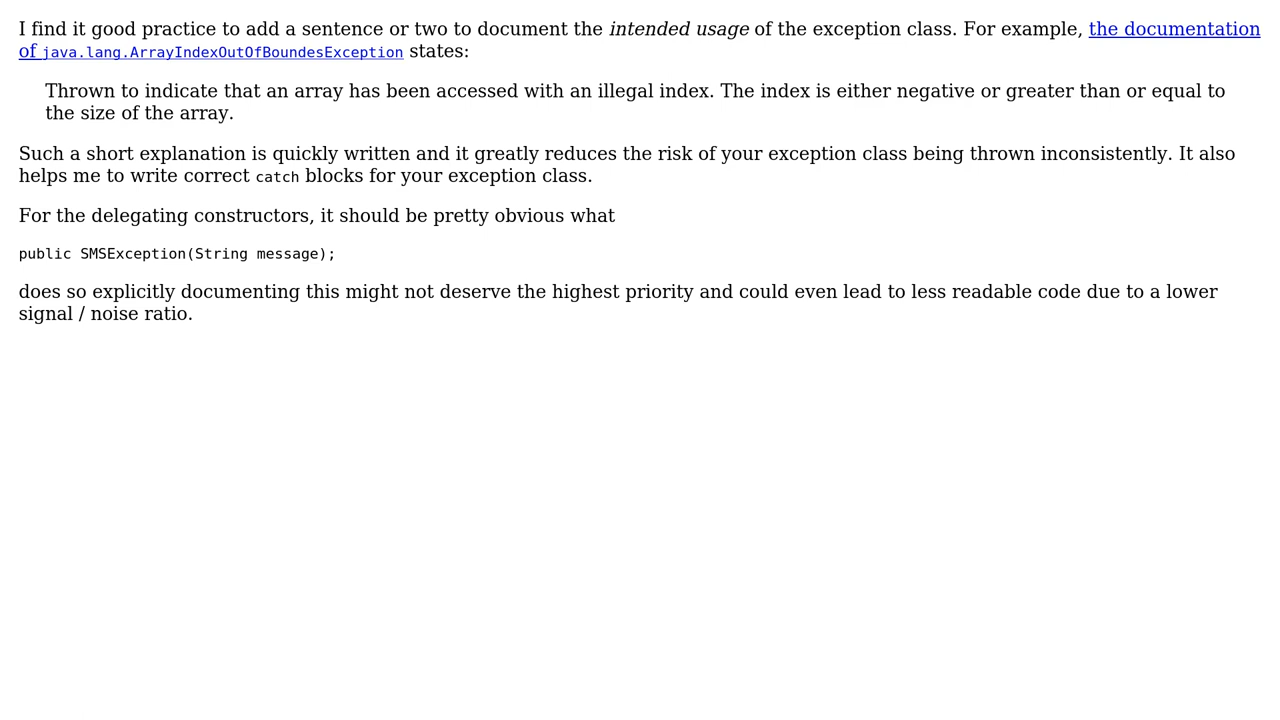 I find it good practice to add a sentence or two to document the intended usage of the exception class. For example, the documentation
of java.lang.ArrayIndexOutOfBoundesException states:
Thrown to indicate that an array has been accessed with an illegal index. The index is either negative or greater than or equal to
the size of the array.
Such a short explanation is quickly written and it greatly reduces the risk of your exception class being thrown inconsistently. It also
helps me to write correct catch blocks for your exception class.
For the delegating constructors, it should be pretty obvious what
public SMSException(String message);
does so explicitly documenting this might not deserve the highest priority and could even lead to less readable code due to a lower
signal / noise ratio.